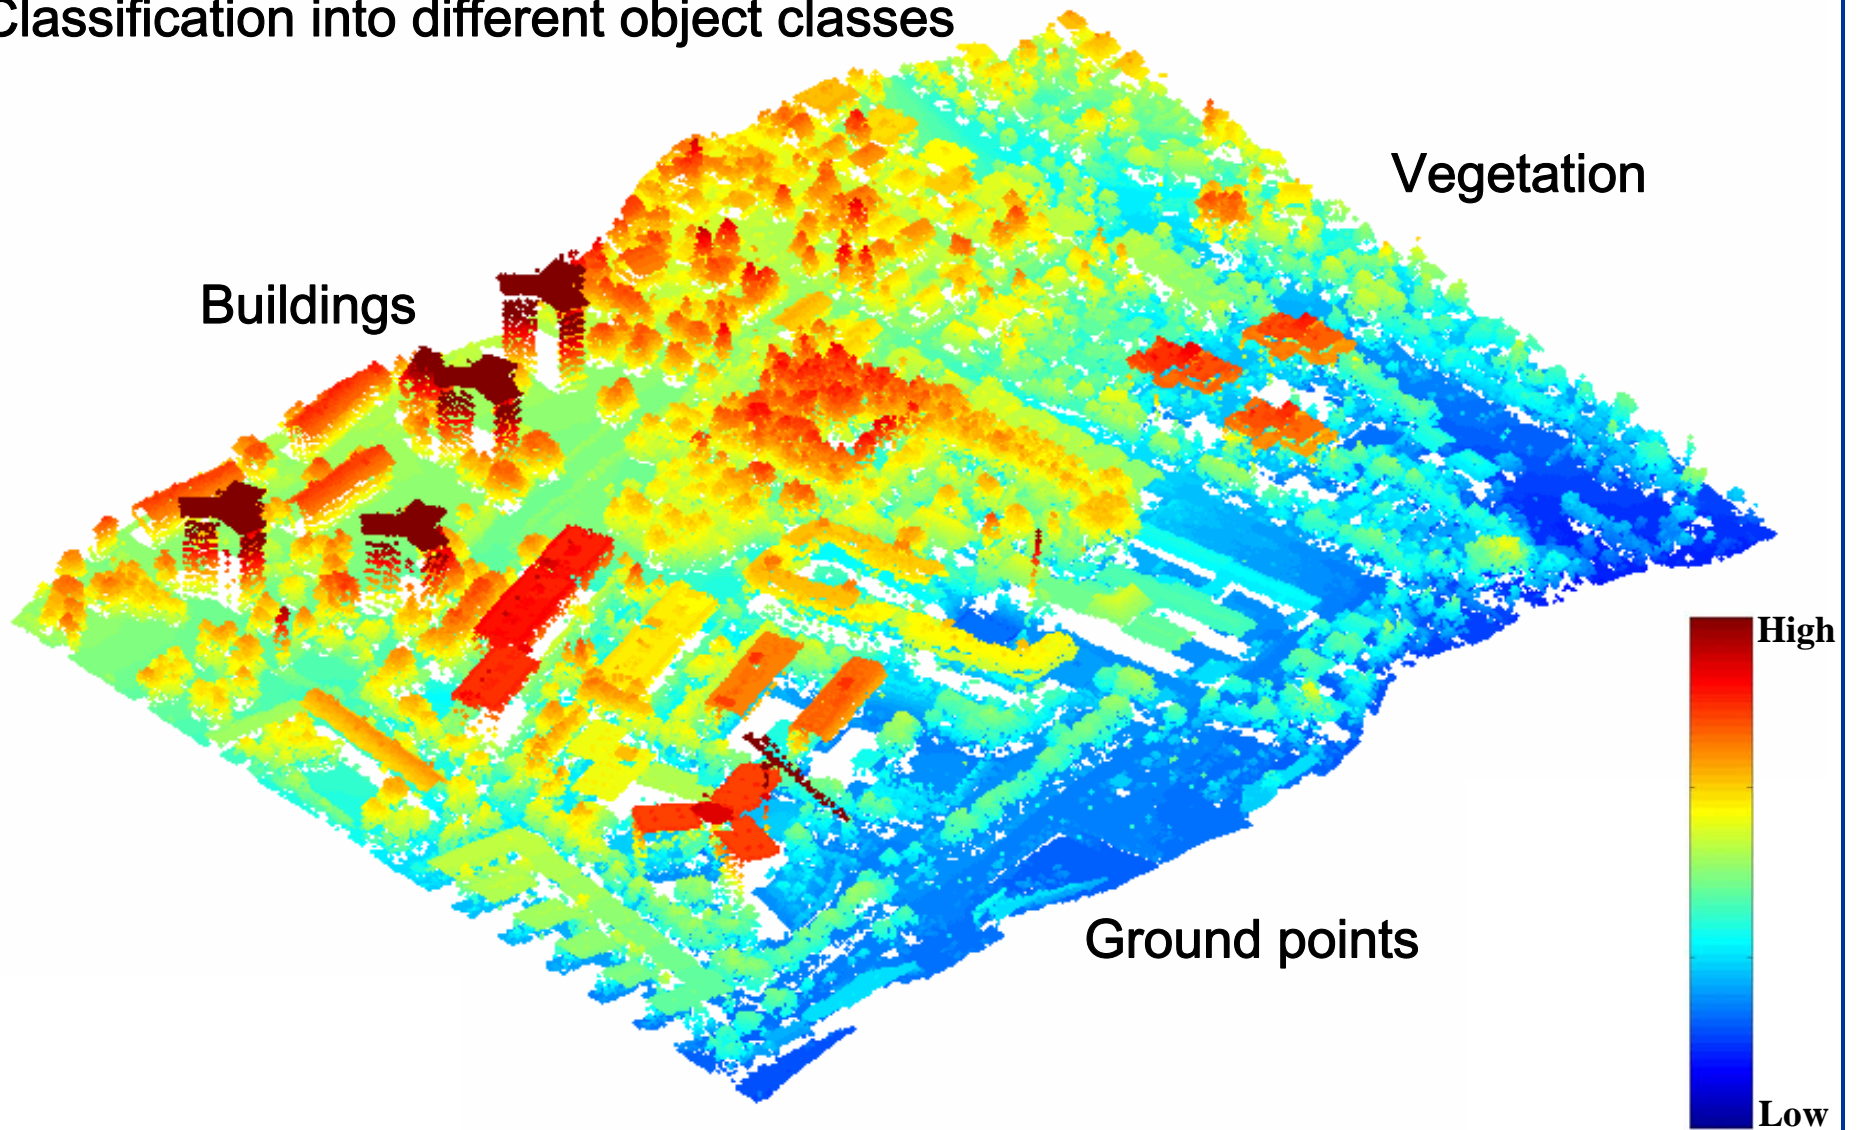 Classification into different object classes
Vegetation
Buildings
High
Ground points
Low